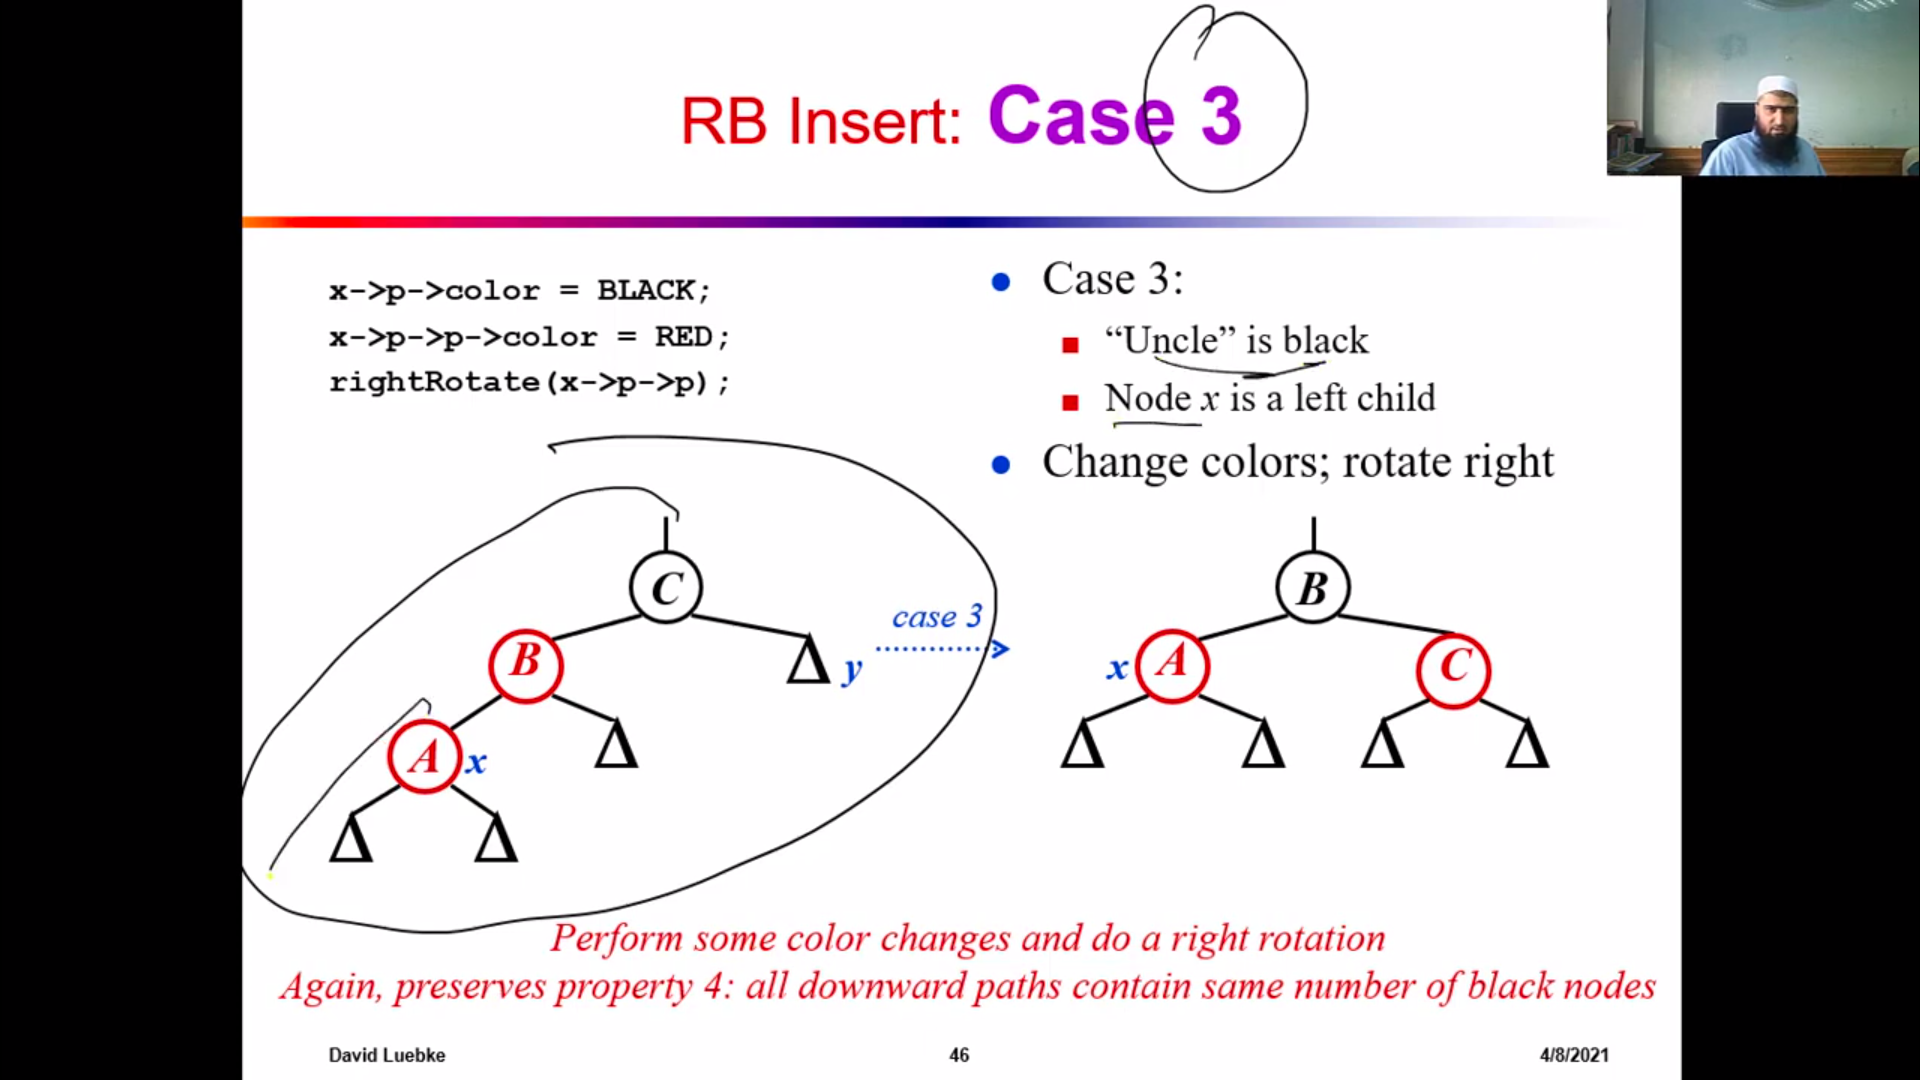 RB Insert: Case 3
x->p->color = BLACK;
x->p->p->color = RED;
rightRotate(x->p->p);
• Case 3:
■ “Uncle” is black
■ Node x is a left child
• Change colors; rotate right
C
B
A x
Δ
Δ
Δ
Δ y
case 3
B
x A
C
Δ
Δ
Δ
Δ
Perform some color changes and do a right rotation
Again, preserves property 4: all downward paths contain same number of black nodes
David Luebke
46
4/8/2021